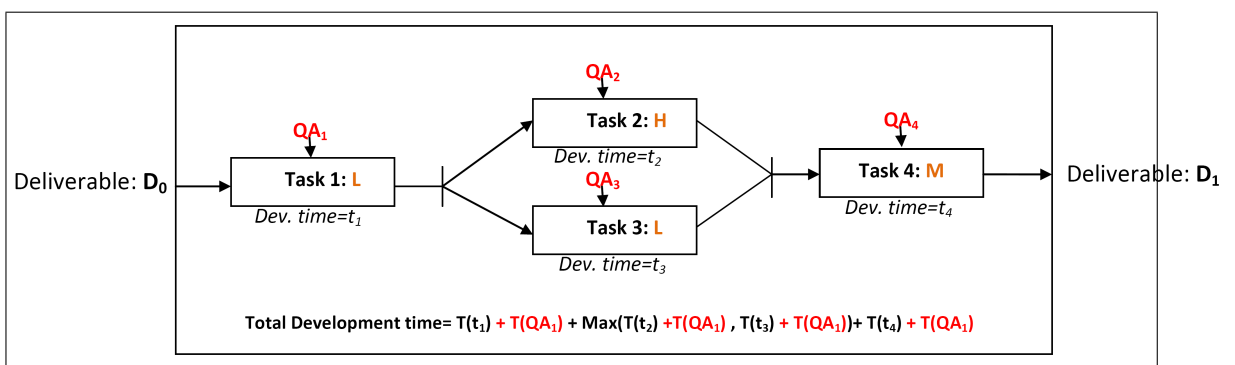 QA₂
Task 2: H
Dev. time=t₂
QA₁
Task 1: L
Dev. time=t₁
Deliverable: D₀
QA₃
Task 3: L
Dev. time=t₃
QA₄
Task 4: M
Dev. time=t₄
Deliverable: D₁
Total Development time= T(t₁) + T(QA₁) + Max(T(t₂) +T(QA₁) , T(t₃) + T(QA₁))+ T(t₄) + T(QA₁)